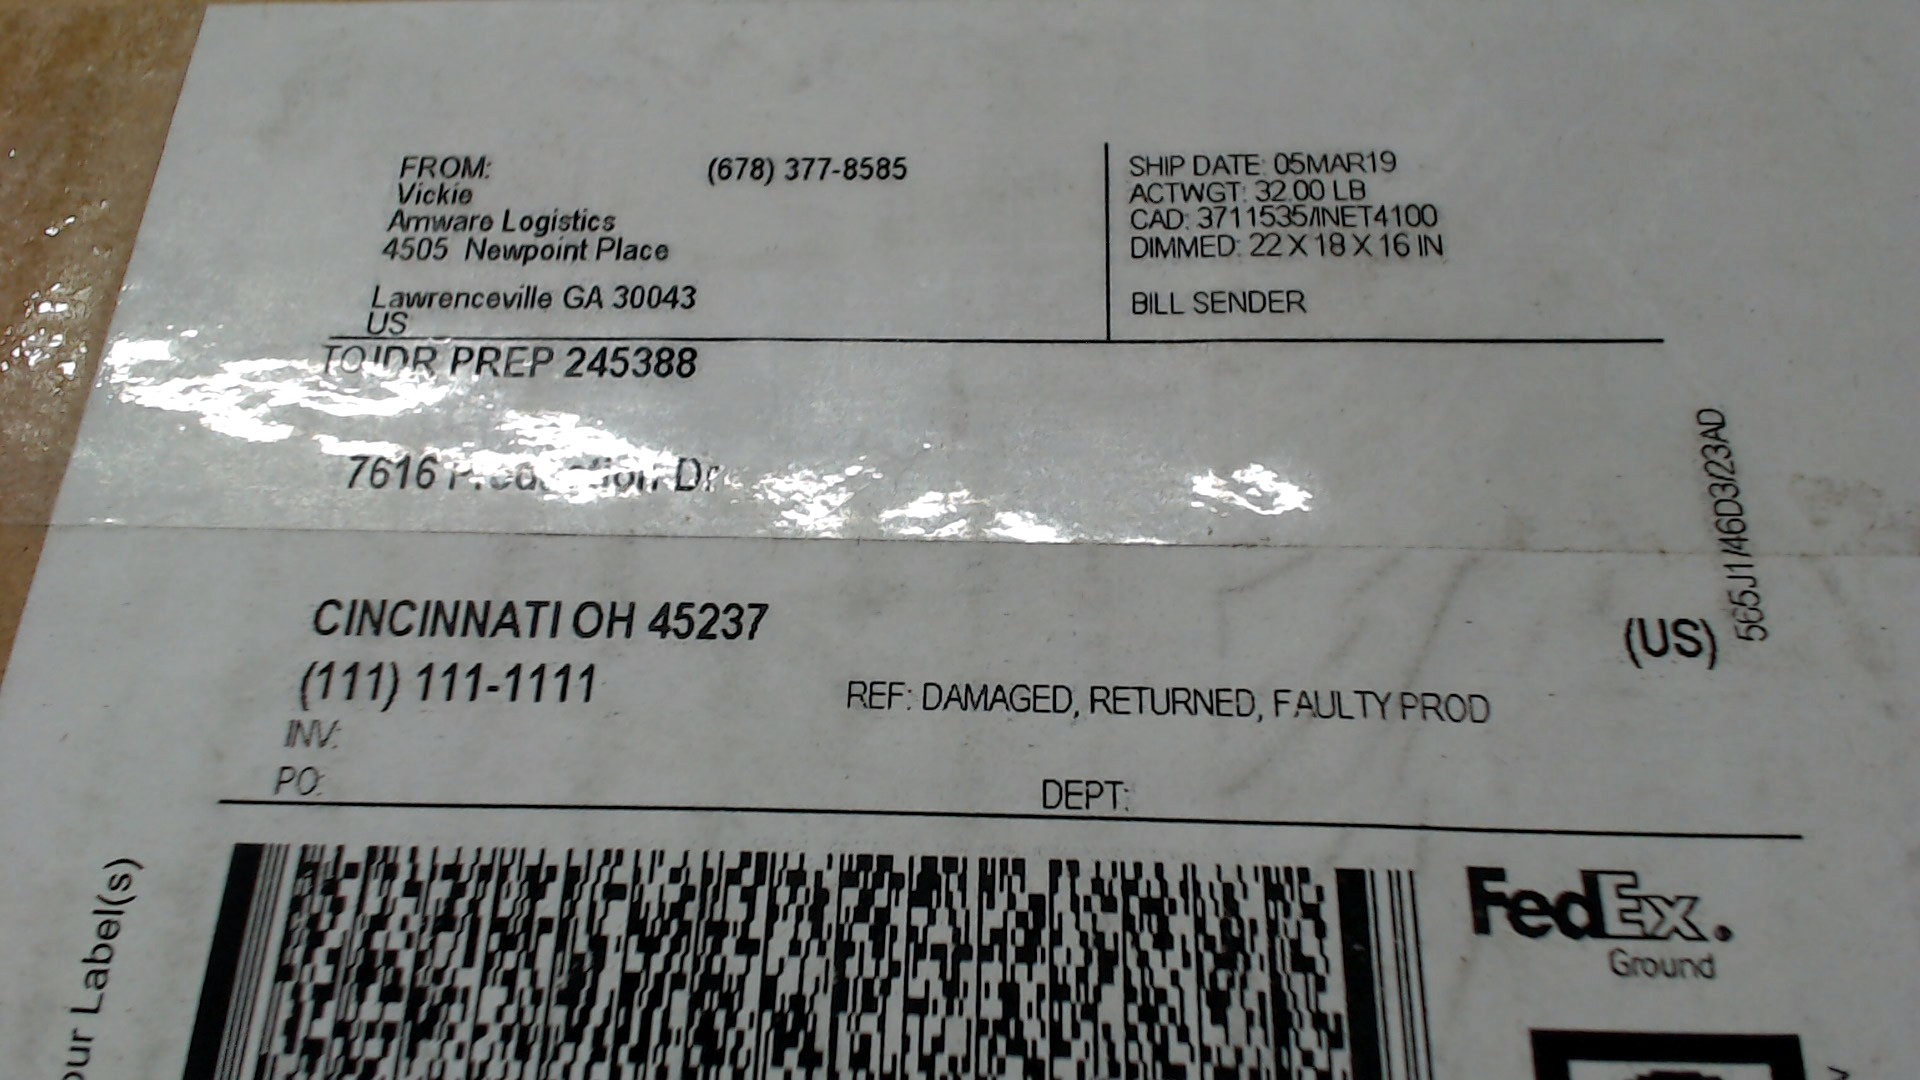 FROM: (678) 377-8585
Vickie
Amware Logistics
4505 Newpoint Place
Lawrenceville GA 30043
US
SHIP DATE: 05MAR19
ACTWGT: 32.00 LB
CAD: 3711535/INET4100
DIMMED: 22 X 18 X 16 IN
BILL SENDER
TO IDR PREP 245388
7616 Production Dr
CINCINNATI OH 45237
(US)
(111) 111-1111
REF: DAMAGED, RETURNED, FAULTY PROD
INV:
PO:
DEPT:
565J1/46D3/23AD
FedEx.
Ground
our Label(s)